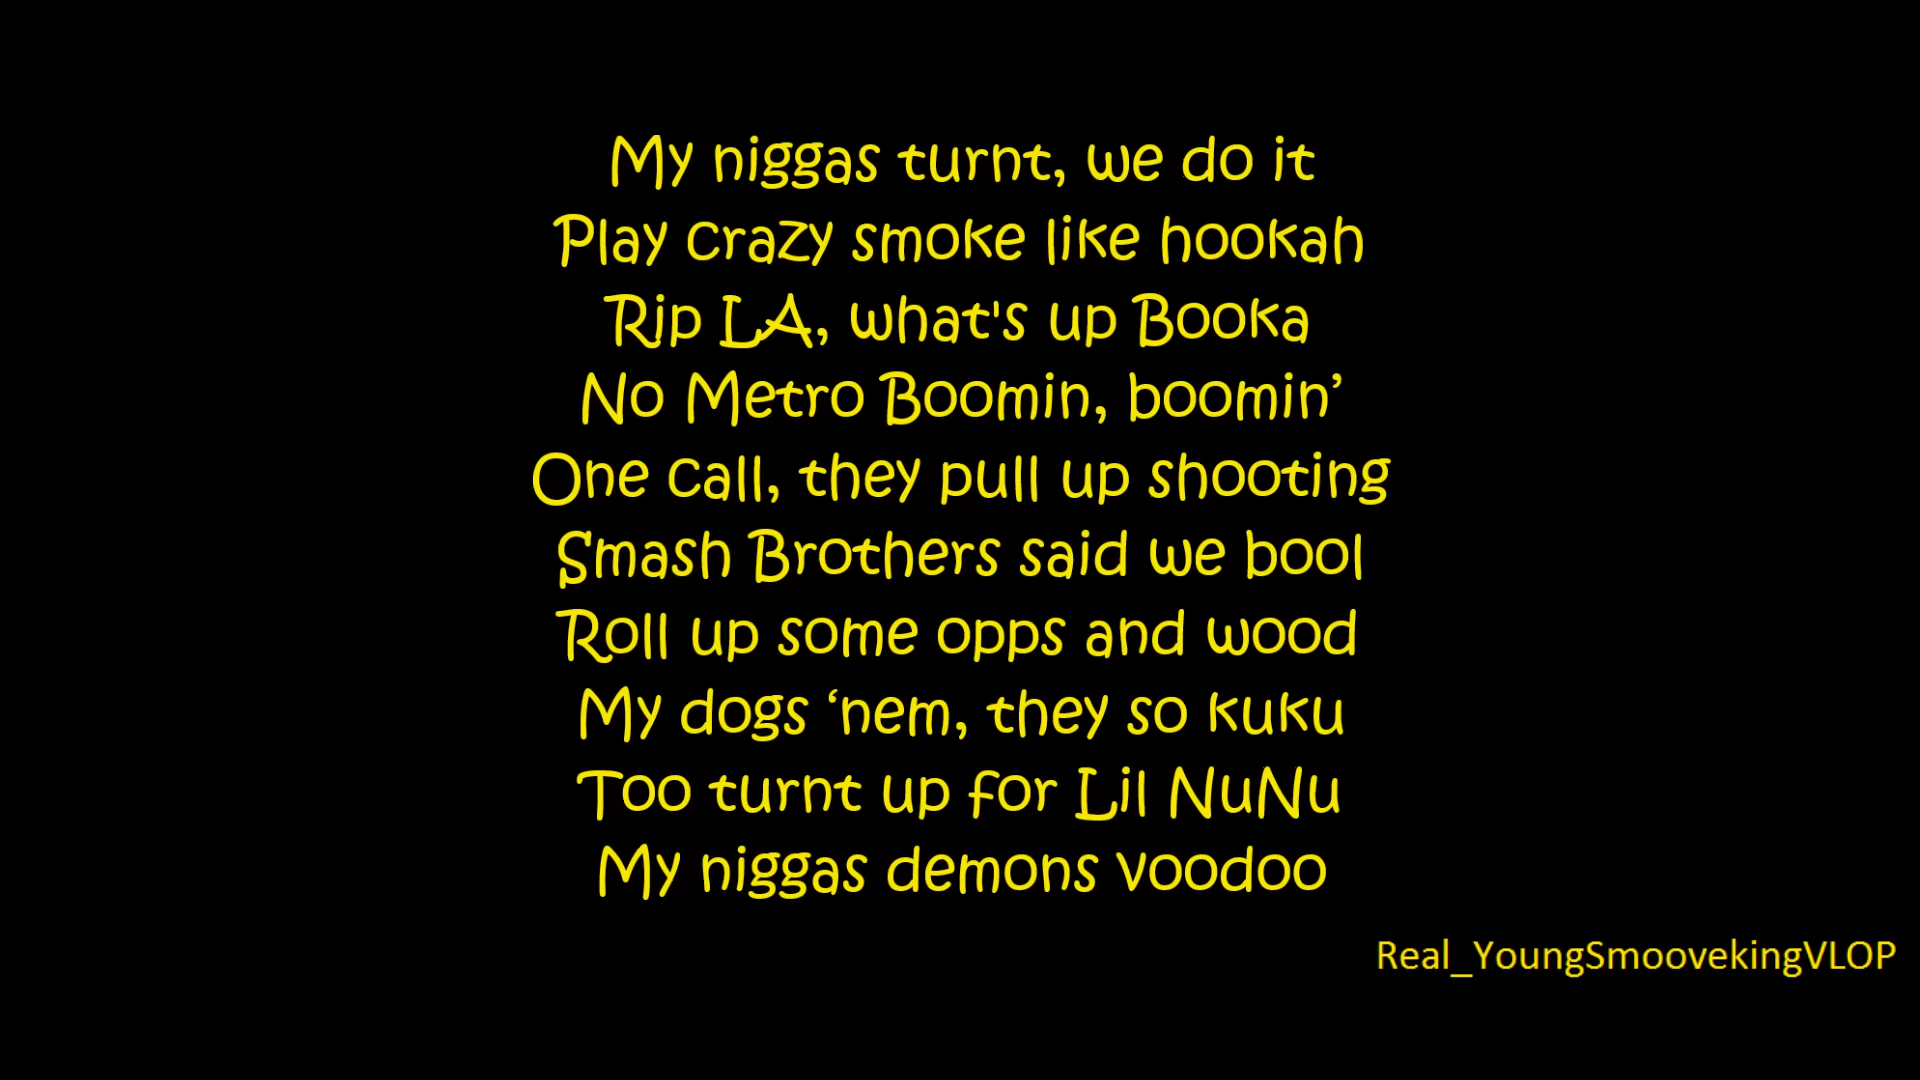 My niggas turnt, we do it
Play crazy smoke like hookah
Rip LA, what's up Booka
No Metro Boomin, boomin’
One call, they pull up shooting
Smash Brothers said we bool
Roll up some opps and wood
My dogs ‘nem, they so kuku
Too turnt up for Lil NuNu
My niggas demons voodoo
Real_YoungSmoovekingVLOP